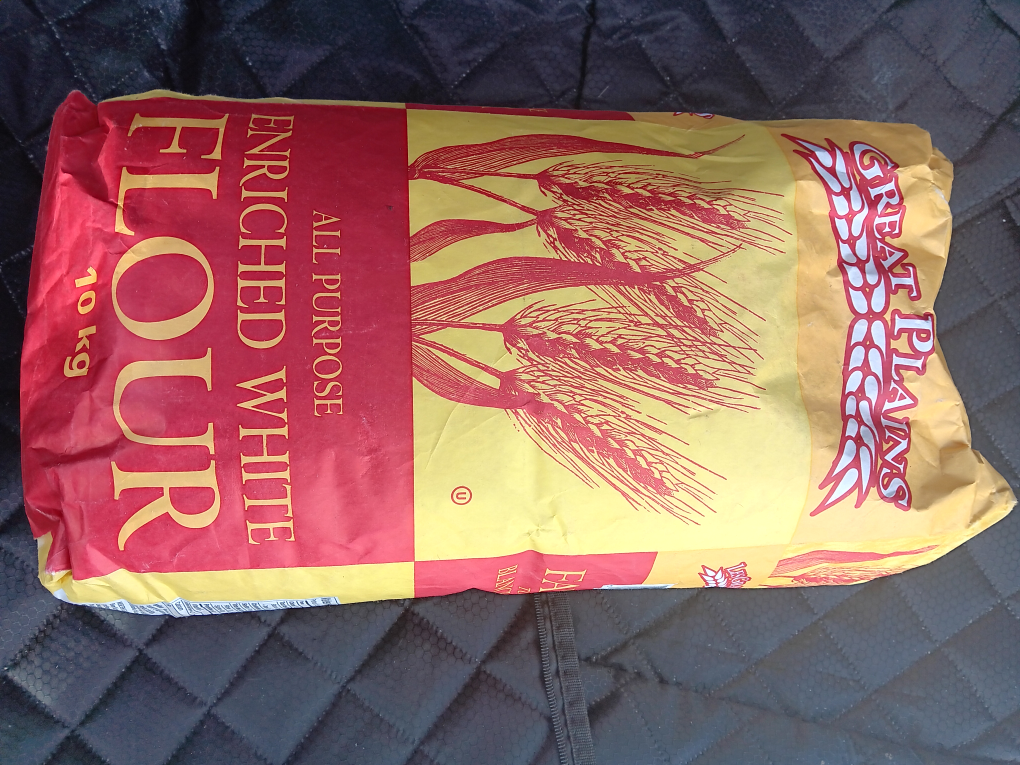 GREAT PLAINS
U
ALL PURPOSE
ENRICHED WHITE
FLOUR
10 kg